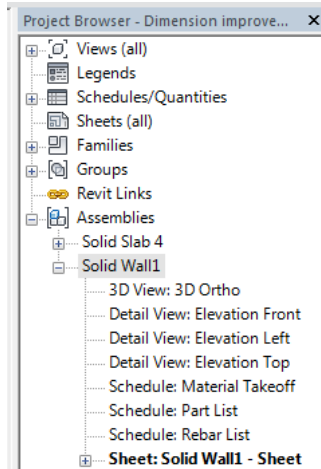 Project Browser - Dimension improve...
Views (all)
Legends
Schedules/Quantities
Sheets (all)
Families
Groups
Revit Links
Assemblies
Solid Slab 4
Solid Wall1
3D View: 3D Ortho
Detail View: Elevation Front
Detail View: Elevation Left
Detail View: Elevation Top
Schedule: Material Takeoff
Schedule: Part List
Schedule: Rebar List
Sheet: Solid Wall1 - Sheet